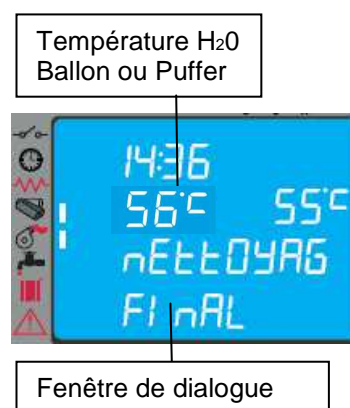 Température H₂0
Ballon ou Puffer
14:36
56°C 55°C
nEttOYAG
FInAL
Fenêtre de dialogue